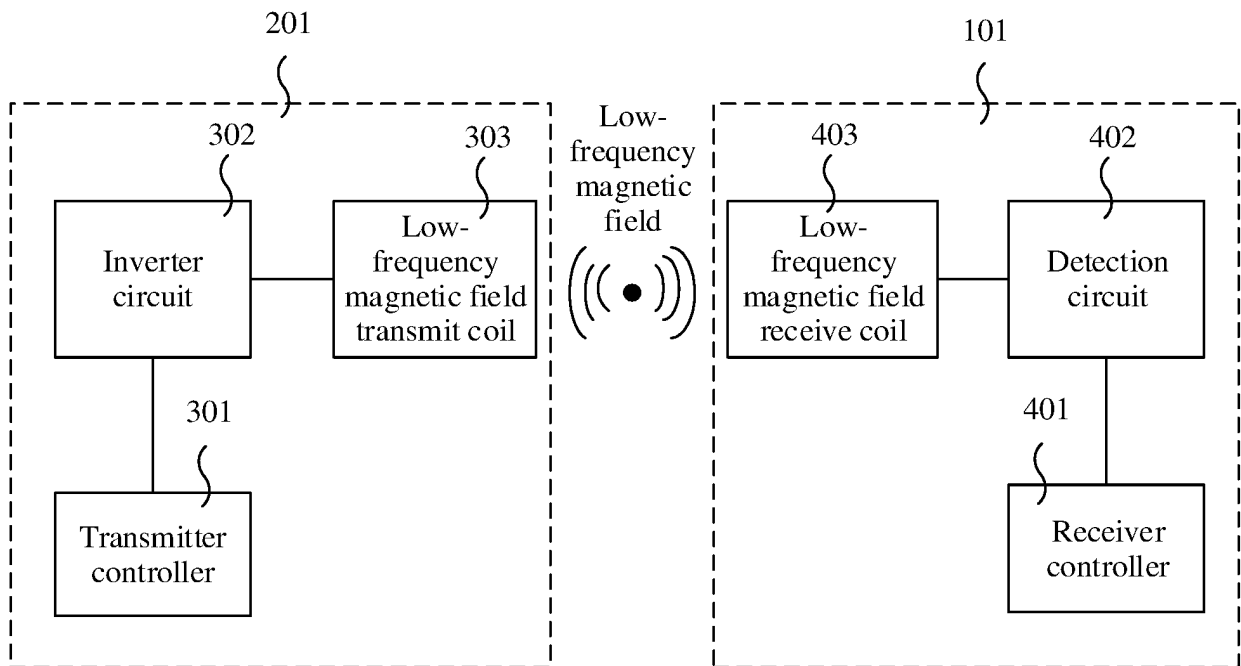 201
101
302
303
Low-
frequency
magnetic
field
403
402
Inverter
circuit
Low-
frequency
magnetic field
transmit coil
Low-
frequency
magnetic field
receive coil
Detection
circuit
301
401
Transmitter
controller
Receiver
controller